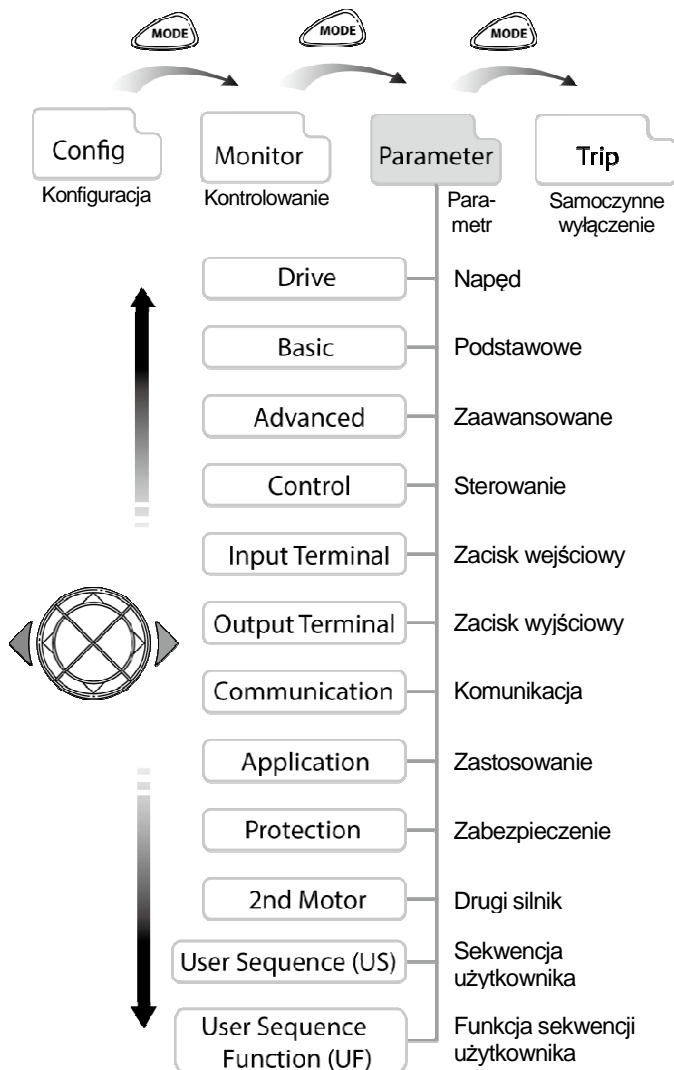 MODE MODE MODE
Config Monitor Parameter Trip
Konfiguracja Kontrolowanie Para- Samoczynne
metr wyłączenie
Drive Napęd
Basic Podstawowe
Advanced Zaawansowane
Control Sterowanie
Input Terminal Zacisk wejściowy
Output Terminal Zacisk wyjściowy
Communication Komunikacja
Application Zastosowanie
Protection Zabezpieczenie
2nd Motor Drugi silnik
User Sequence (US) Sekwencja
użytkownika
User Sequence Funkcja sekwencji
Function (UF) użytkownika